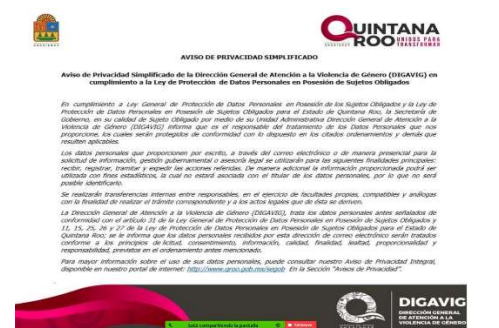 QUINTANA
ROO UNIDOS PARA
TRANSFORMAR
AVISO DE PRIVACIDAD SIMPLIFICADO
Aviso de Privacidad Simplificado de la Dirección General de Atención a la Violencia de Género (DIGAVIG) en
cumplimiento a la Ley de Protección de Datos Personales en Posesión de Sujetos Obligados
En cumplimiento a Ley General de Protección de Datos Personales en Posesión de los Sujetos Obligados y la Ley de
Protección de Datos Personales en Posesión de Sujetos Obligados para el Estado de Quintana Roo, la Secretaría de
Gobierno, en su calidad de Sujeto Obligado por medio de su Unidad Administrativa Dirección General de Atención a la
Violencia de Género (DIGAVIG) informa que es el responsable del tratamiento de los Datos Personales que nos
proporcione, los cuales serán protegidos de conformidad con lo dispuesto en los citados ordenamientos y demás que
resulten aplicables.
Los datos personales que proporcionen por escrito, a través del correo electrónico o de manera presencial para la
solicitud de información, gestión gubernamental o asesoría legal se utilizarán para las siguientes finalidades principales:
recibir, registrar, tramitar y expedir las acciones referidas. De manera adicional la información proporcionada podrá ser
utilizada con fines estadísticos, la cual no estará asociada con el titular de los datos personales, por lo que no será
posible identificarlo.
Se realizarán transferencias internas entre responsables, en el ejercicio de facultades propias, compatibles y análogas
con la finalidad de realizar el trámite correspondiente y a los actos legales que de ésta se deriven.
La Dirección General de Atención a la Violencia de Género (DIGAVIG), trata los datos personales antes señalados de
conformidad con el artículo 21 de la Ley General de Protección de Datos Personales en Posesión de Sujetos Obligados y
11, 15, 25, 26 y 27 de la Ley de Protección de Datos Personales en Posesión de Sujetos Obligados para el Estado de
Quintana Roo; se le informa que los datos personales recibidos por esta dirección de correo electrónico serán tratados
conforme a los principios de licitud, consentimiento, información, calidad, finalidad, lealtad, proporcionalidad y
responsabilidad, previstos en el ordenamiento antes mencionado.
Para mayor información sobre el uso de sus datos personales, puede consultar nuestro Aviso de Privacidad Integral,
disponible en nuestro portal de internet: http://www.qroo.gob.mx/segob En la Sección "Avisos de Privacidad".
Está compartiendo la pantalla
DIGAVIG
DIRECCIÓN GENERAL
DE ATENCIÓN A LA
VIOLENCIA DE GÉNERO